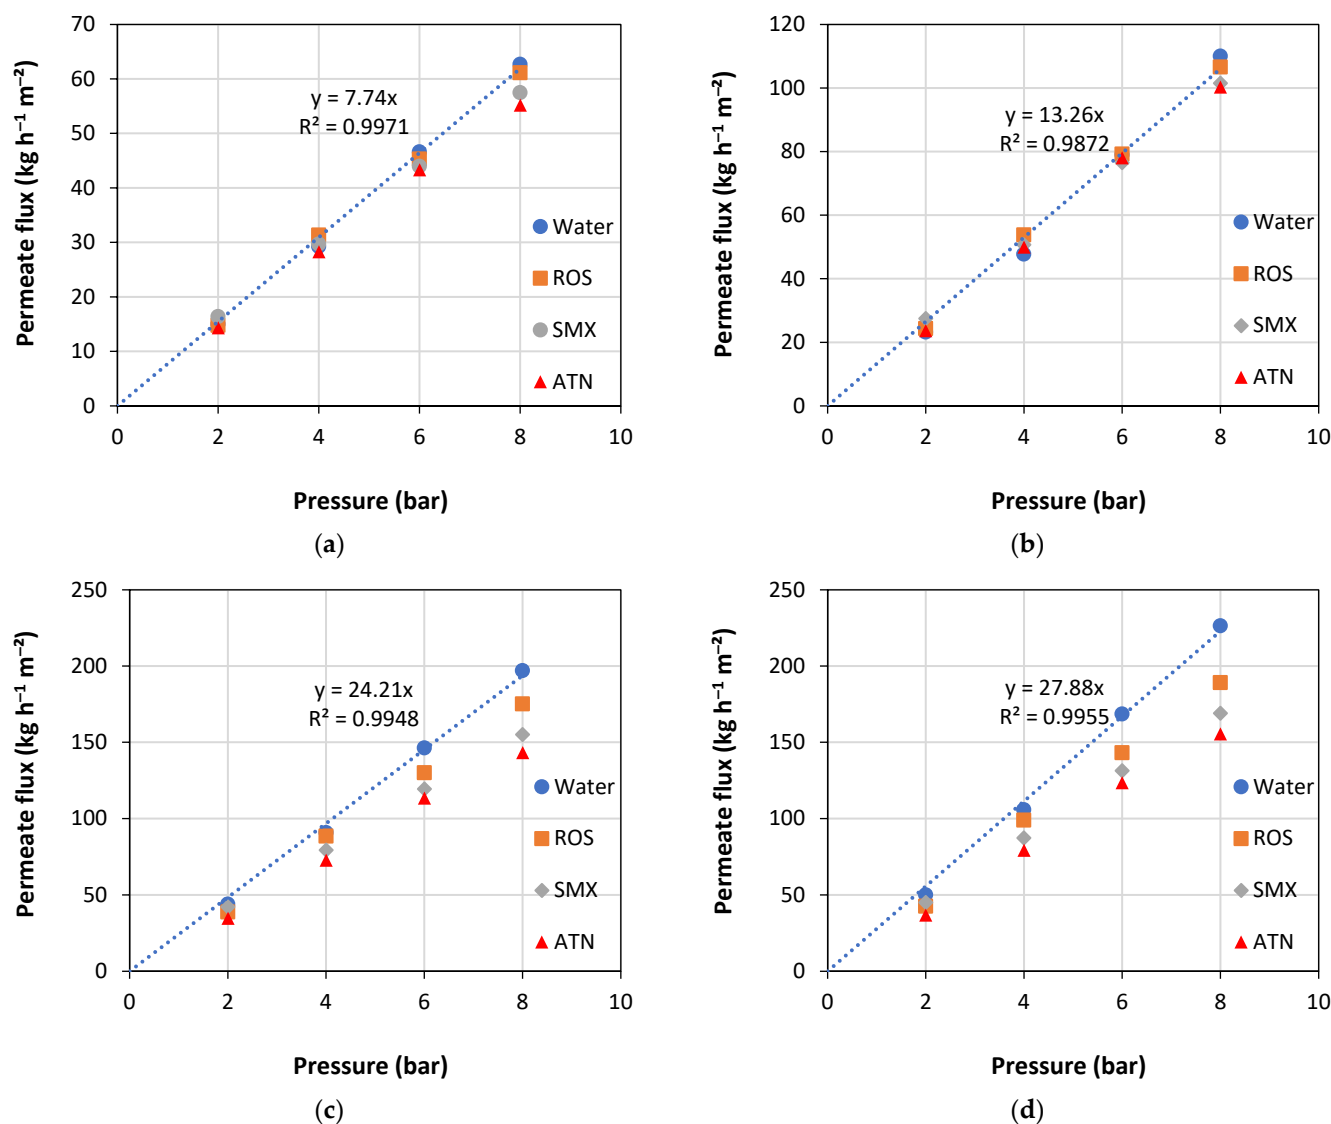 Permeate flux (kg h⁻¹ m⁻²)
70
60
50
40
30
20
10
0
y = 7.74x
R² = 0.9971
Water
ROS
SMX
ATN
0 2 4 6 8 10
Pressure (bar)
(a)
Permeate flux (kg h⁻¹ m⁻²)
120
100
80
60
40
20
0
y = 13.26x
R² = 0.9872
Water
ROS
SMX
ATN
0 2 4 6 8 10
Pressure (bar)
(b)
Permeate flux (kg h⁻¹ m⁻²)
250
200
150
100
50
0
y = 24.21x
R² = 0.9948
Water
ROS
SMX
ATN
0 2 4 6 8 10
Pressure (bar)
(c)
Permeate flux (kg h⁻¹ m⁻²)
250
200
150
100
50
0
y = 27.88x
R² = 0.9955
Water
ROS
SMX
ATN
0 2 4 6 8 10
Pressure (bar)
(d)